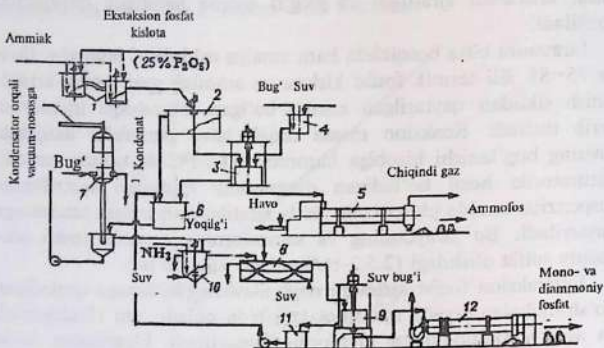 Ekstaksion fosfat
kislota
Ammiak
(25% P₂O₅)
Kondensator orqali
vacuum-nososga
Kondenat
Bug' Suv
1
2
3
4
Bug'
7
Havo
Chiqindi gaz
5
Ammofos
6
Yoqilg'i
NH₃
8
10
Suv
Suv
Suv bug'i
9
11
12
Mono- va
diammoniy
fosfat